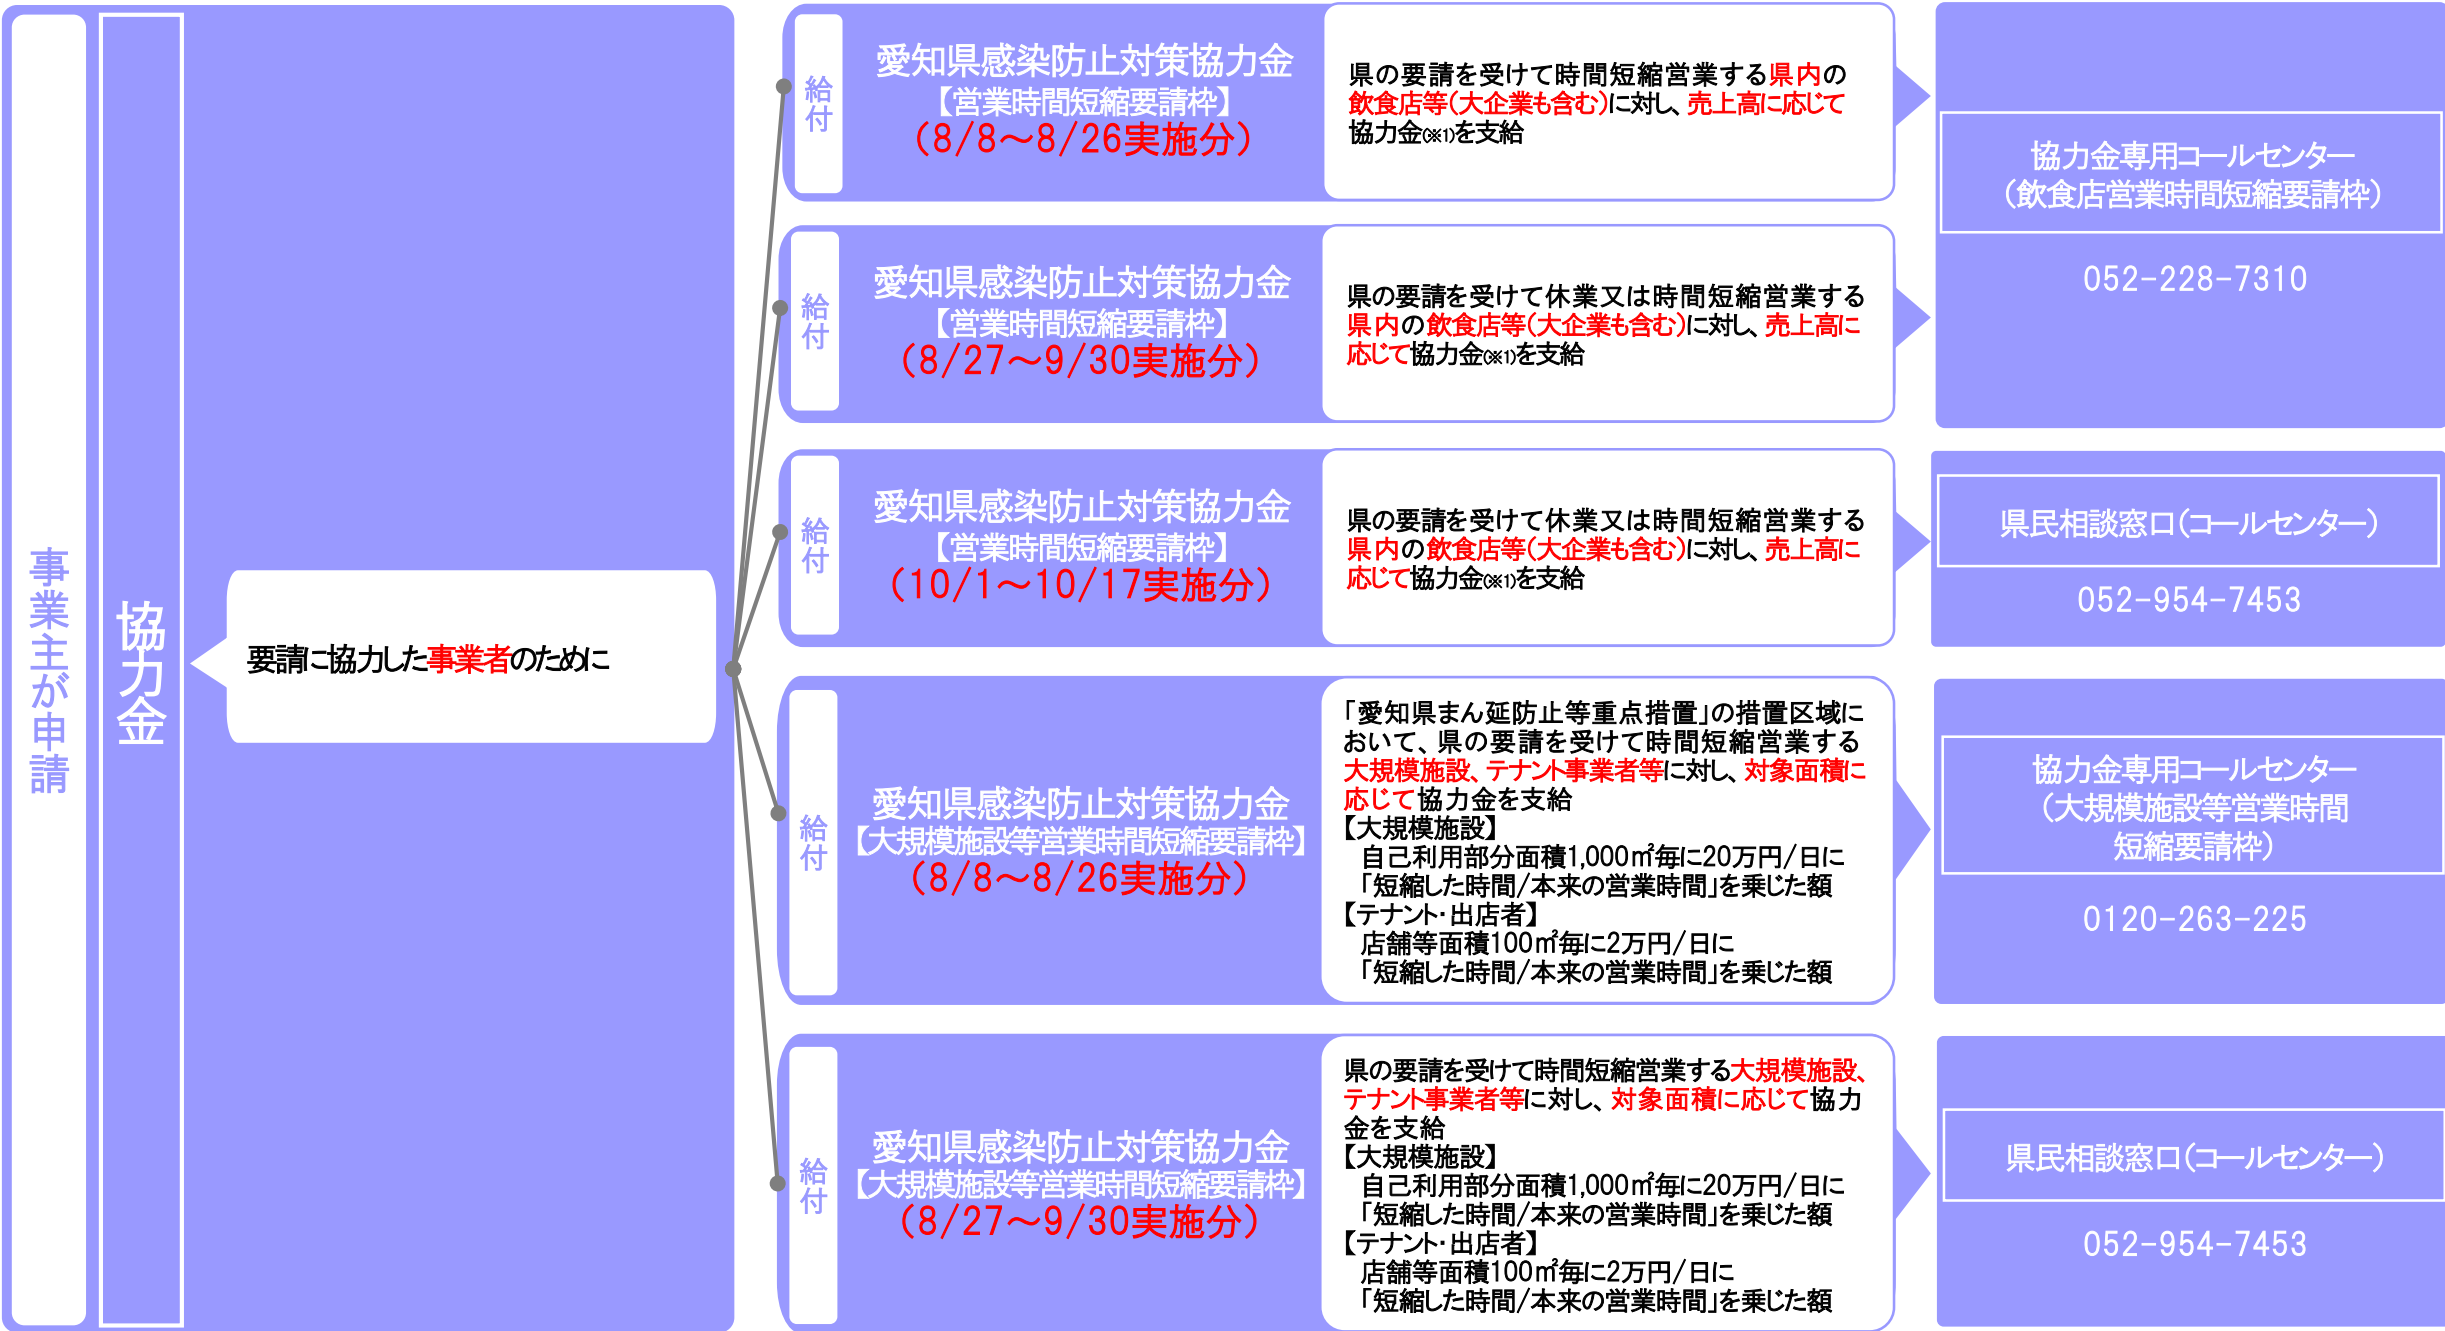 事業主が申請
協力金
要請に協力した事業者のために
給付
愛知県感染防止対策協力金
【営業時間短縮要請枠】
（8/8～8/26実施分）
県の要請を受けて時間短縮営業する県内の
飲食店等（大企業も含む）に対し、売上高に応じて
協力金(※1)を支給
協力金専用コールセンター
（飲食店営業時間短縮要請枠）
052-228-7310
給付
愛知県感染防止対策協力金
【営業時間短縮要請枠】
（8/27～9/30実施分）
県の要請を受けて休業又は時間短縮営業する
県内の飲食店等（大企業も含む）に対し、売上高に
応じて協力金(※1)を支給
給付
愛知県感染防止対策協力金
【営業時間短縮要請枠】
（10/1～10/17実施分）
県の要請を受けて休業又は時間短縮営業する
県内の飲食店等（大企業も含む）に対し、売上高に
応じて協力金(※1)を支給
県民相談窓口（コールセンター）
052-954-7453
給付
愛知県感染防止対策協力金
【大規模施設等営業時間短縮要請枠】
（8/8～8/26実施分）
「愛知県まん延防止等重点措置」の措置区域に
おいて、県の要請を受けて時間短縮営業する
大規模施設、テナント事業者等に対し、対象面積に
応じて協力金を支給
【大規模施設】
自己利用部分面積1,000㎡毎に20万円/日に
「短縮した時間/本来の営業時間」を乗じた額
【テナント・出店者】
店舗等面積100㎡毎に2万円/日に
「短縮した時間/本来の営業時間」を乗じた額
協力金専用コールセンター
（大規模施設等営業時間
短縮要請枠）
0120-263-225
給付
愛知県感染防止対策協力金
【大規模施設等営業時間短縮要請枠】
（8/27～9/30実施分）
県の要請を受けて時間短縮営業する大規模施設、
テナント事業者等に対し、対象面積に応じて協力
金を支給
【大規模施設】
自己利用部分面積1,000㎡毎に20万円/日に
「短縮した時間/本来の営業時間」を乗じた額
【テナント・出店者】
店舗等面積100㎡毎に2万円/日に
「短縮した時間/本来の営業時間」を乗じた額
県民相談窓口（コールセンター）
052-954-7453